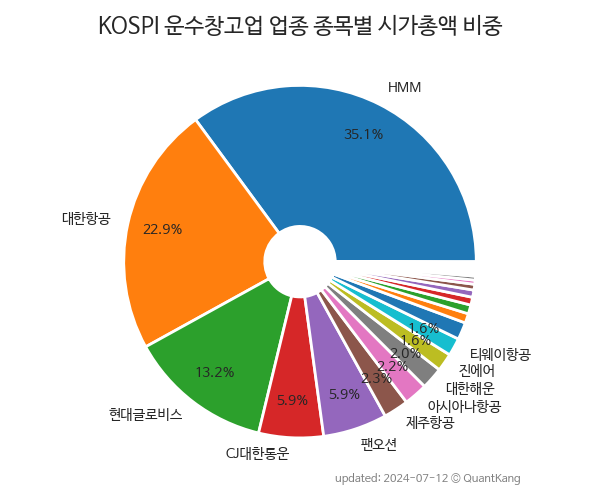 KOSPI 운수창고업 업종 종목별 시가총액 비중
HMM
35.1%
대한항공
22.9%
현대글로비스
13.2%
CJ대한통운
5.9%
팬오션
5.9%
제주항공
2.3%
아시아나항공
2.2%
대한해운
2.0%
진에어
1.6%
티웨이항공
1.6%
updated: 2024-07-12 © QuantKang